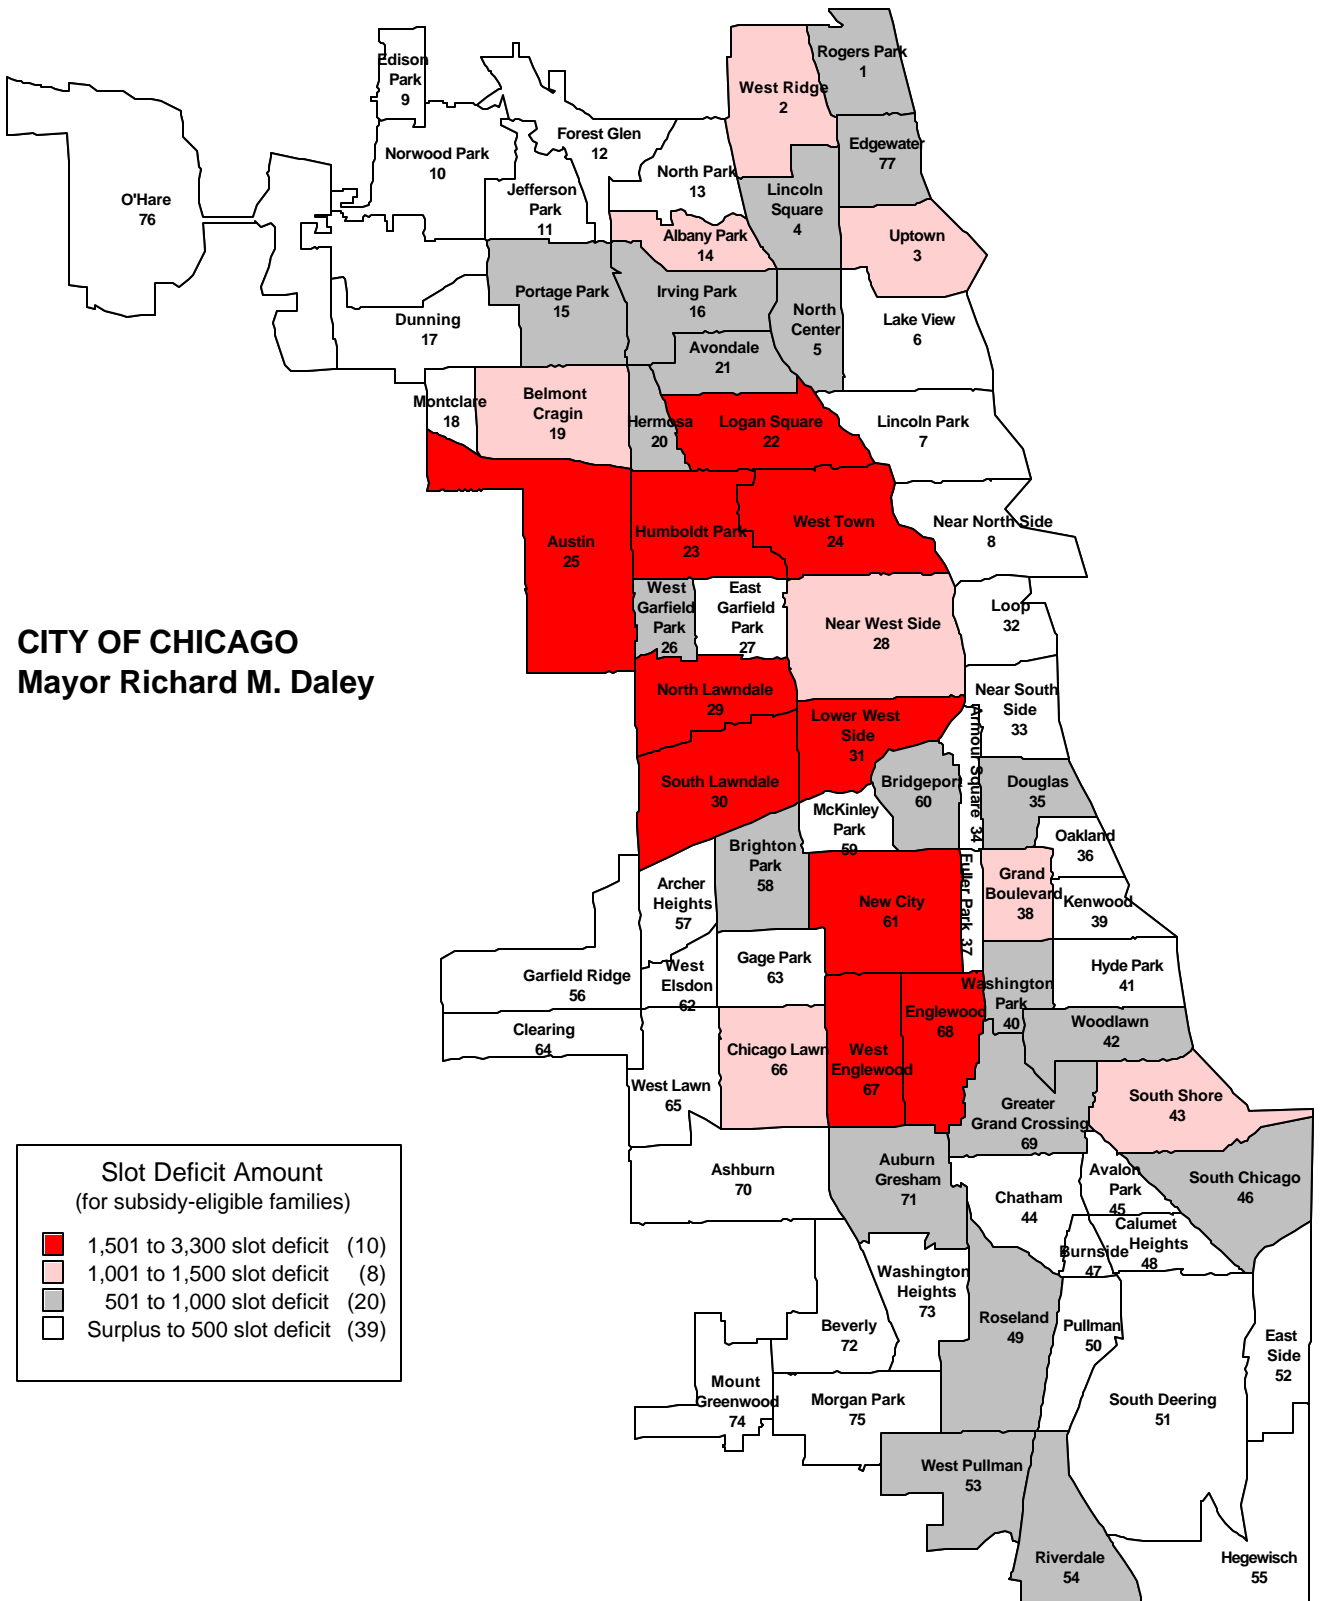 Edison
Park
9
Rogers Park
1
West Ridge
2
Forest Glen
12
Edgewater
77
Norwood Park
10
North Park
13
Jefferson
Park
11
Lincoln
Square
4
O'Hare
76
Albany Park
14
Uptown
3
Portage Park
15
Irving Park
16
North
Center
5
Lake View
6
Dunning
17
Avondale
21
Montclare
18
Belmont
Cragin
19
Hermosa
20
Logan Square
22
Lincoln Park
7
Austin
25
Humboldt Park
23
West Town
24
Near North Side
8
West
Garfield
Park
26
East
Garfield
Park
27
Near West Side
28
Loop
32
CITY OF CHICAGO
Mayor Richard M. Daley
North Lawndale
29
Lower West
Side
31
Near South
Side
33
Armour Square 34
South Lawndale
30
Bridgeport
60
Douglas
35
McKinley
Park
59
Oakland
36
Brighton
Park
58
Archer
Heights
57
New City
61
Fuller Park 37
Grand
Boulevard
38
Kenwood
39
Garfield Ridge
56
West
Elsdon
62
Gage Park
63
Hyde Park
41
Washington
Park
40
Clearing
64
Englewood
68
Woodlawn
42
Chicago Lawn
66
West
Englewood
67
West Lawn
65
Greater
Grand Crossing
69
South Shore
43
Ashburn
70
Auburn
Gresham
71
Chatham
44
Avalon
Park
45
South Chicago
46
Burnside
47
Calumet
Heights
48
Washington
Heights
73
Beverly
72
Roseland
49
Pullman
50
East
Side
52
Mount
Greenwood
74
Morgan Park
75
South Deering
51
West Pullman
53
Riverdale
54
Hegewisch
55
Slot Deficit Amount
(for subsidy-eligible families)
1,501 to 3,300 slot deficit (10)
1,001 to 1,500 slot deficit (8)
501 to 1,000 slot deficit (20)
Surplus to 500 slot deficit (39)